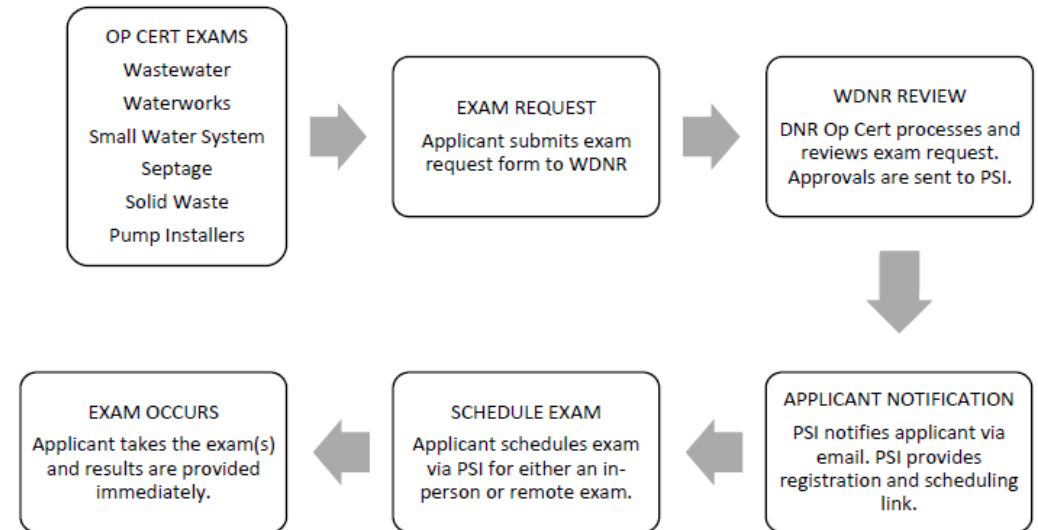 OP CERT EXAMS
Wastewater
Waterworks
Small Water System
Septage
Solid Waste
Pump Installers
EXAM REQUEST
Applicant submits exam
request form to WDNR
WDNR REVIEW
DNR Op Cert processes and
reviews exam request.
Approvals are sent to PSI.
APPLICANT NOTIFICATION
PSI notifies applicant via
email. PSI provides
registration and scheduling
link.
SCHEDULE EXAM
Applicant schedules exam
via PSI for either an in-
person or remote exam.
EXAM OCCURS
Applicant takes the exam(s)
and results are provided
immediately.